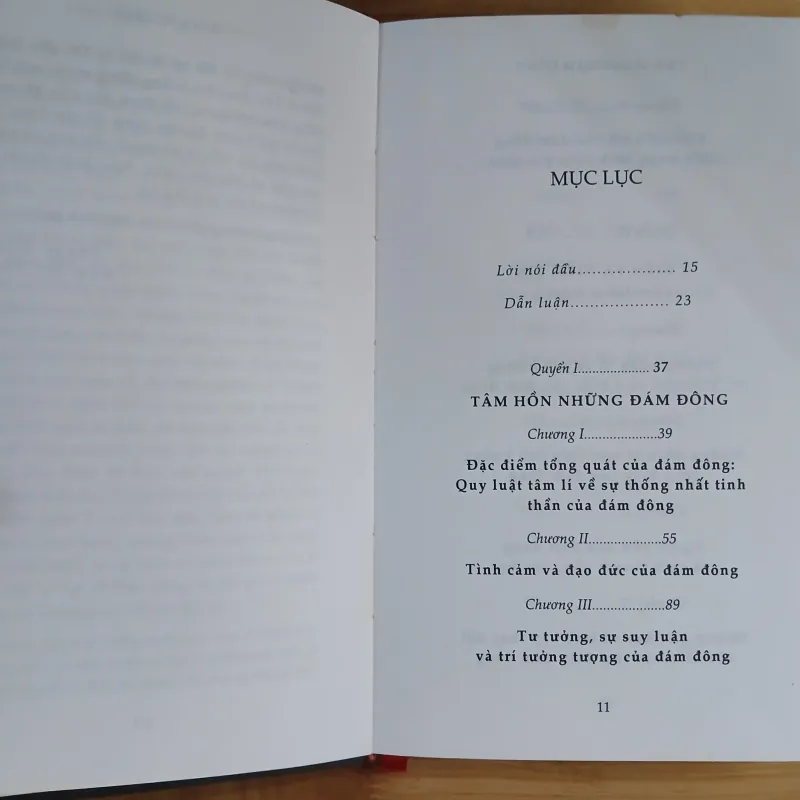 MỤC LỤC
Lời nói đầu..................... 15
Dẫn luận..................... 23
Quyển I.................... 37
TÂM HỒN NHỮNG ĐÁM ĐÔNG
Chương I....................39
Đặc điểm tổng quát của đám đông:
Quy luật tâm lí về sự thống nhất tinh
thần của đám đông
Chương II....................55
Tình cảm và đạo đức của đám đông
Chương III....................89
Tư tưởng, sự suy luận
và trí tưởng tượng của đám đông
11